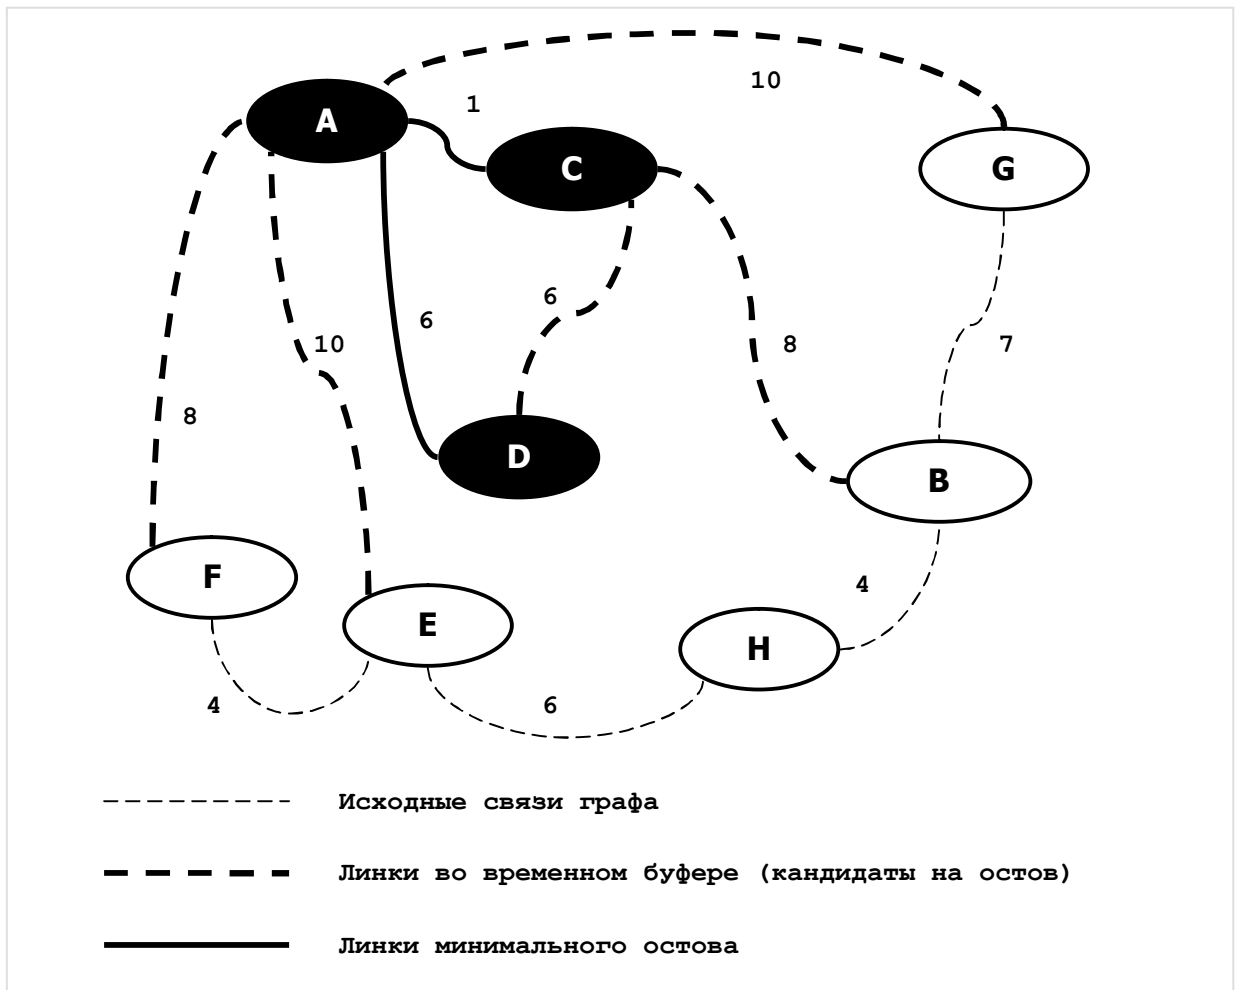 10
1
A
C
G
6
6
10
8
7
8
D
B
F
4
E
H
4
6
Исходные связи графа
Линки во временном буфере (кандидаты на остов)
Линки минимального остова